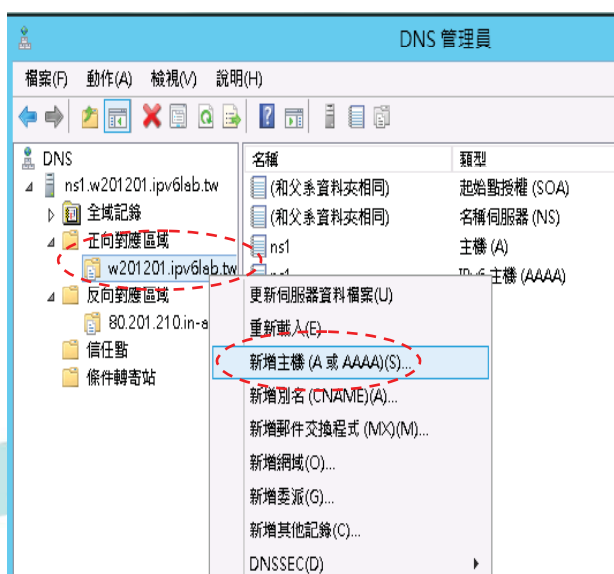 DNS 管理員
檔案(F) 動作(A) 檢視(V) 說明(H)
DNS
ns1.w201201.ipv6lab.tw
全域記錄
正向對應區域
w201201.ipv6lab.tw
反向對應區域
80.201.210.in-a
信任點
條件轉寄站
名稱 類型
(和父系資料夾相同) 起始點授權 (SOA)
(和父系資料夾相同) 名稱伺服器 (NS)
ns1 主機 (A)
ns1 IPv6 主機 (AAAA)
更新伺服器資料檔案(U)
重新載入(E)
新增主機 (A 或 AAAA)(S)...
新增別名 (CNAME)(A)...
新增郵件交換程式 (MX)(M)...
新增網域(O)...
新增委派(G)...
新增其他記錄(C)...
DNSSEC(D)